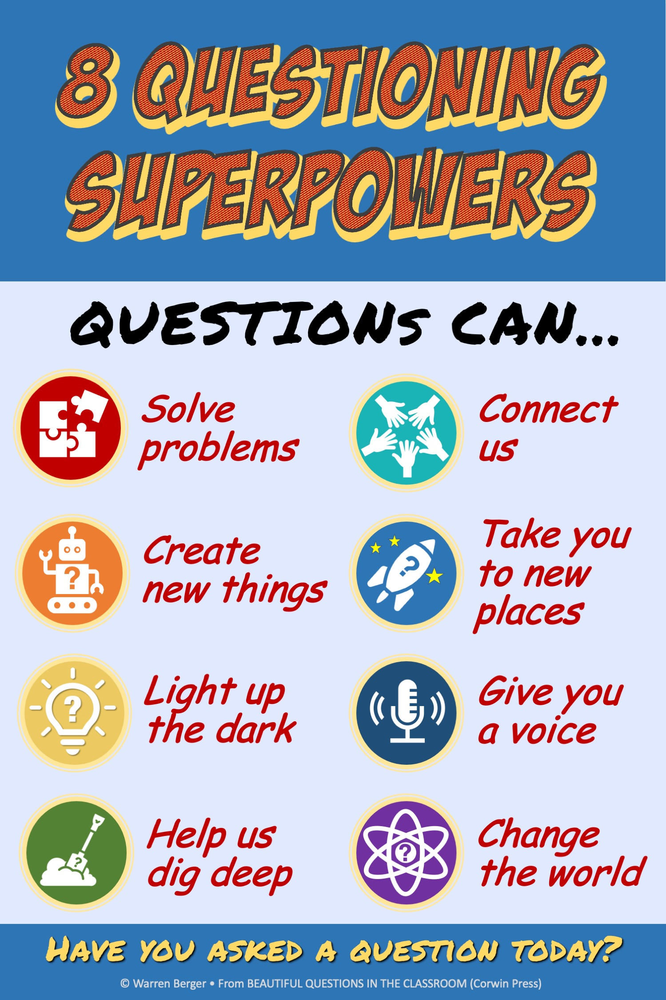 8 QUESTIONING
SUPERPOWERS
QUESTIONs CAN...
Solve
problems
Connect
us
Create
new things
Take you
to new
places
Light up
the dark
Give you
a voice
Help us
dig deep
Change
the world
HAVE YOU ASKED A QUESTION TODAY?
© Warren Berger • From BEAUTIFUL QUESTIONS IN THE CLASSROOM (Corwin Press)